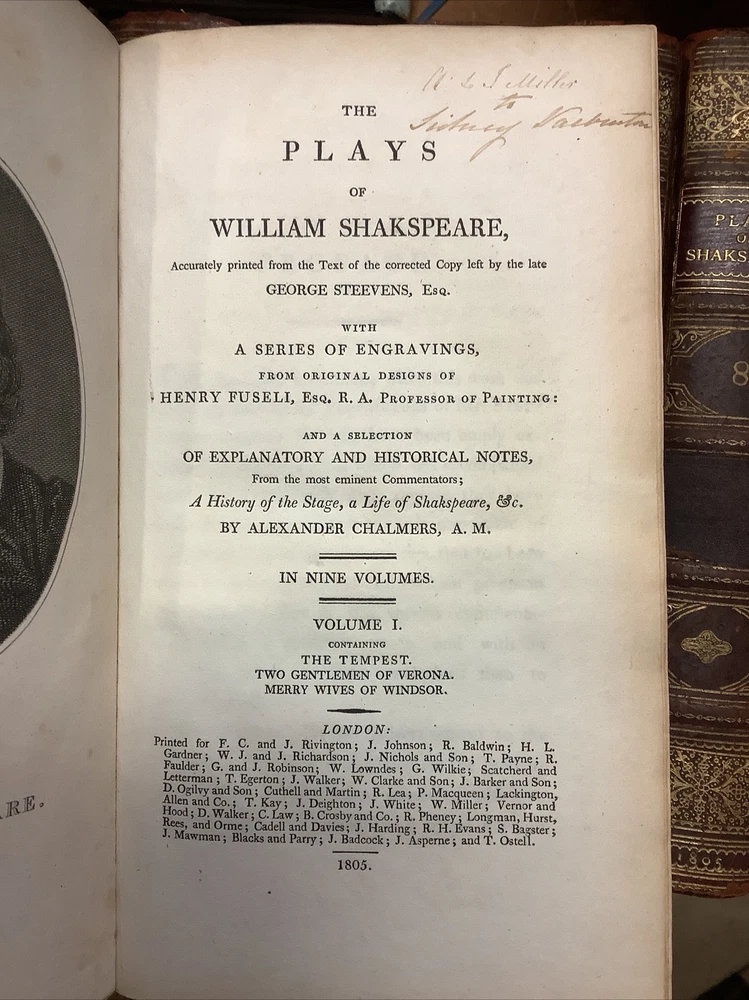 Miller
to
Sidney
THE
PLAYS
OF
WILLIAM SHAKSPEARE,
Accurately printed from the Text of the corrected Copy left by the late
GEORGE STEEVENS, ESQ.
WITH
A SERIES OF ENGRAVINGS,
FROM ORIGINAL DESIGNS OF
HENRY FUSELI, ESQ. R. A. PROFESSOR OF PAINTING:
AND A SELECTION
OF EXPLANATORY AND HISTORICAL NOTES,
From the most eminent Commentators;
A History of the Stage, a Life of Shakspeare, &c.
BY ALEXANDER CHALMERS, A. M.
IN NINE VOLUMES.
VOLUME I.
CONTAINING
THE TEMPEST.
TWO GENTLEMEN OF VERONA.
MERRY WIVES OF WINDSOR.
LONDON:
Printed for F. C. and J. Rivington; J. Johnson; R. Baldwin; H. L.
Gardner; W. J. and J. Richardson; J. Nichols and Son; T. Payne; R.
Faulder; G. and J. Robinson; W. Lowndes; G. Wilkie; Scatcherd and
Letterman; T. Egerton; J. Walker; W. Clarke and Son; J. Barker and Son;
D. Ogilvy and Son; Cuthell and Martin; R. Lea; P. Macqueen; Lackington,
Allen and Co.; T. Kay; J. Deighton; J. White; W. Miller; Vernor and
Hood; D. Walker; C. Law; B. Crosby and Co.; R. Pheney; Longman, Hurst,
Rees, and Orme; Cadell and Davies; J. Harding; R. H. Evans; S. Bagster;
J. Mawman; Blacks and Parry; J. Badcock; J. Asperne; and T. Ostell.
1805.
ARE.
PLA
O
SHAKS
8
1805